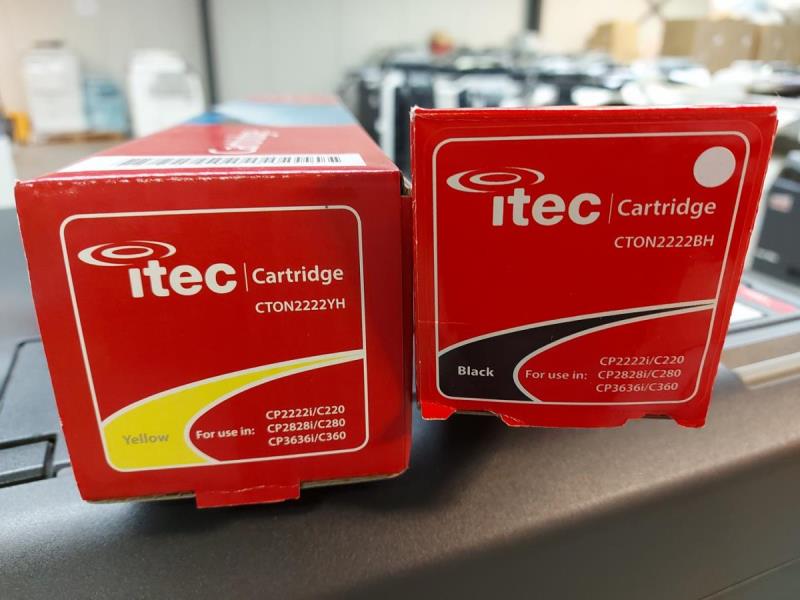 Cartridge
itec Cartridge
CTON2222YH
Yellow
For use in:
CP2222i/C220
CP2828i/C280
CP3636i/C360
itec Cartridge
CTON2222BH
Black
For use in:
CP2222i/C220
CP2828i/C280
CP3636i/C360